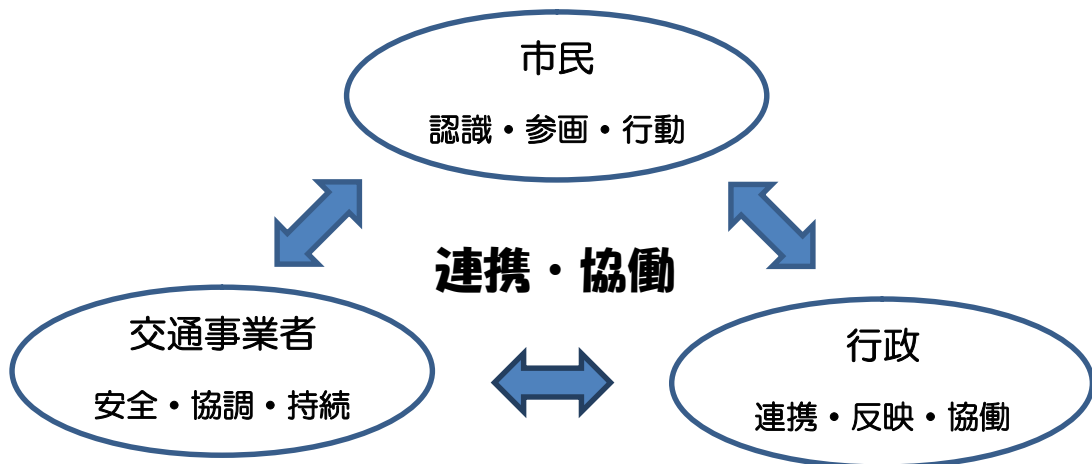 市民
認識・参画・行動
連携・協働
交通事業者
安全・協調・持続
行政
連携・反映・協働